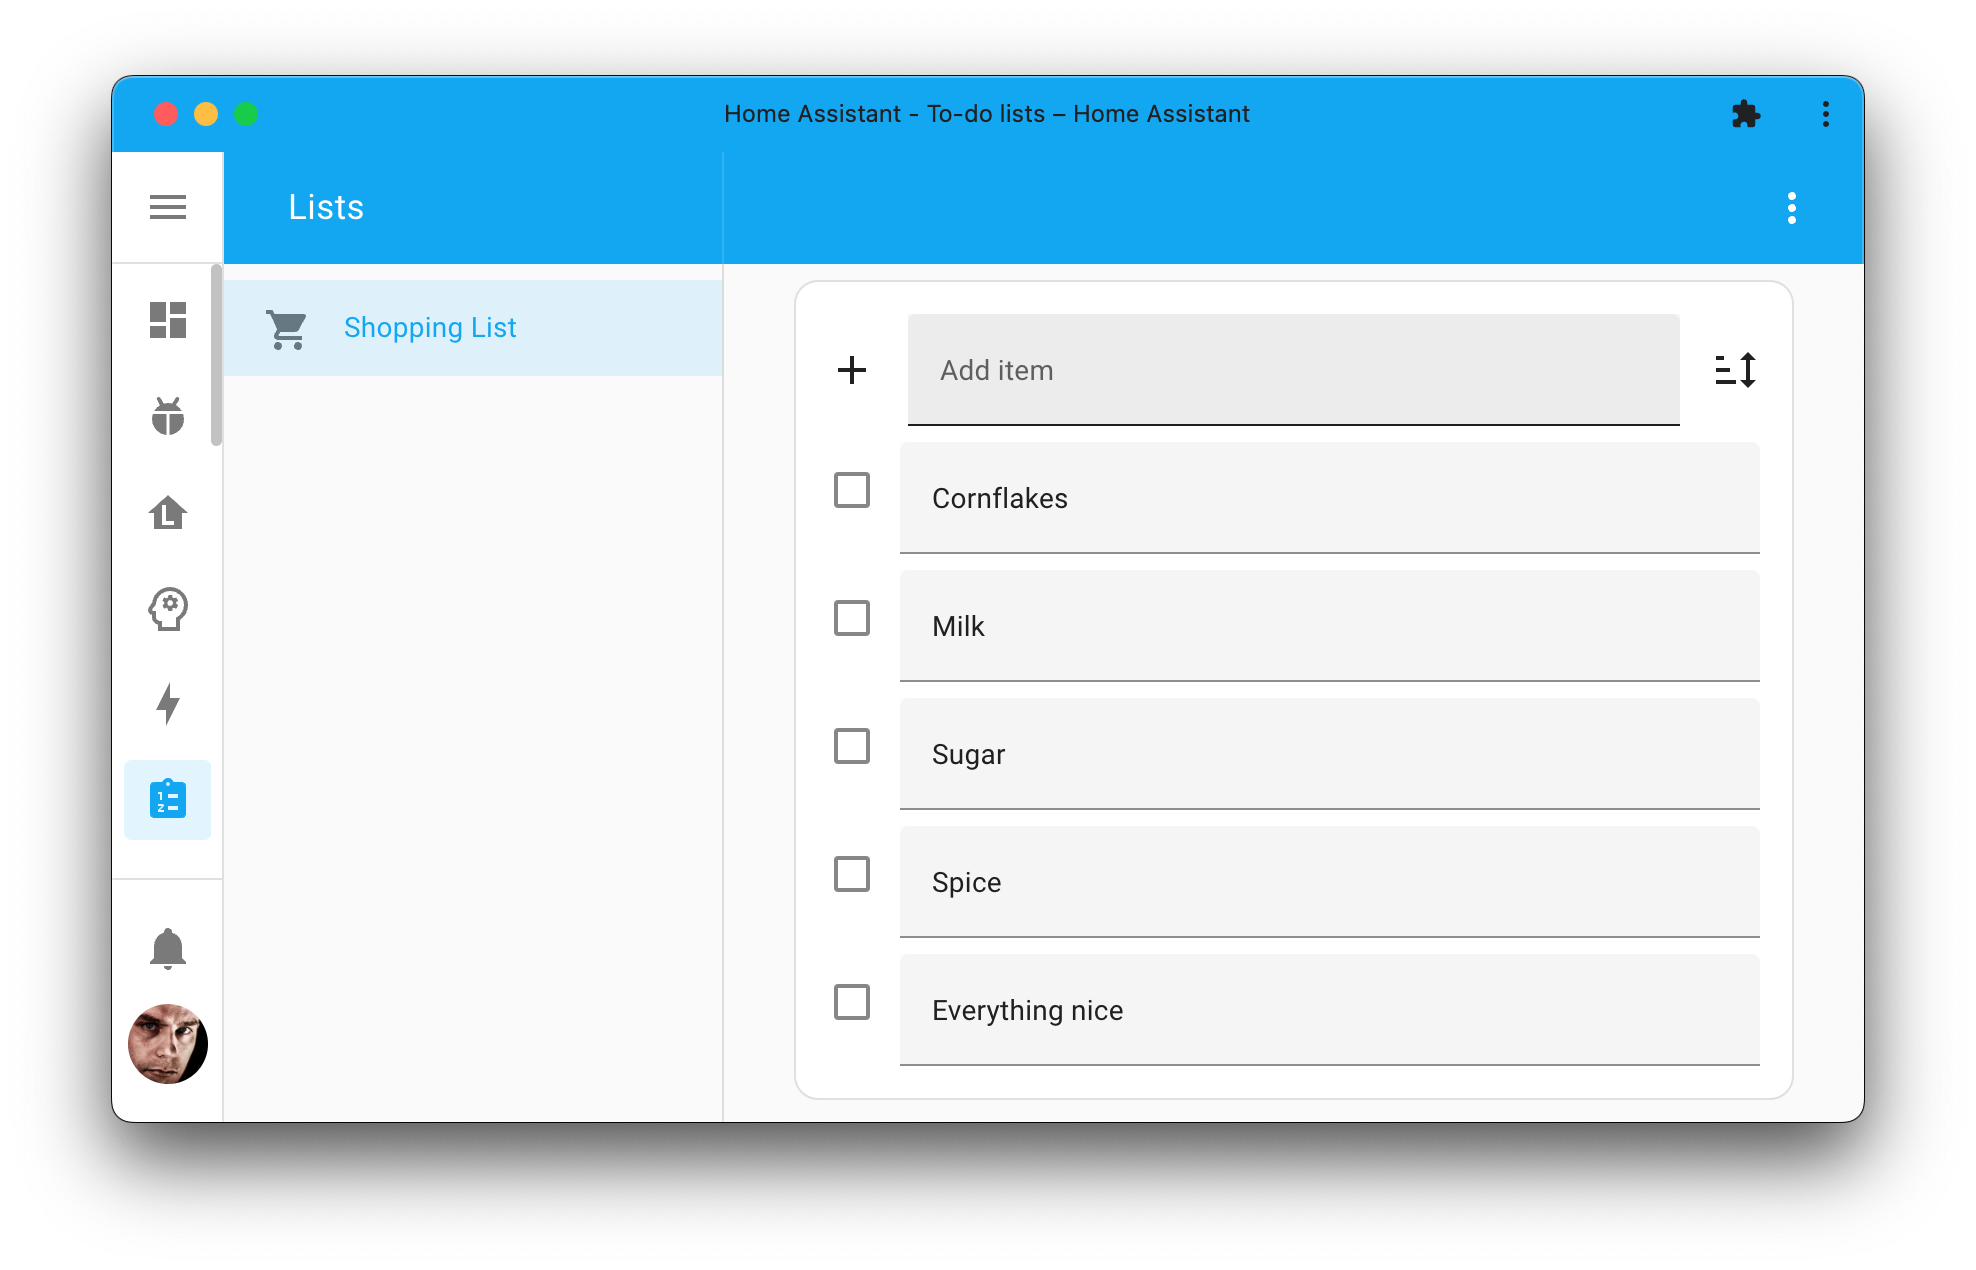 Home Assistant - To-do lists – Home Assistant
Lists
Shopping List
Add item
Cornflakes
Milk
Sugar
Spice
Everything nice